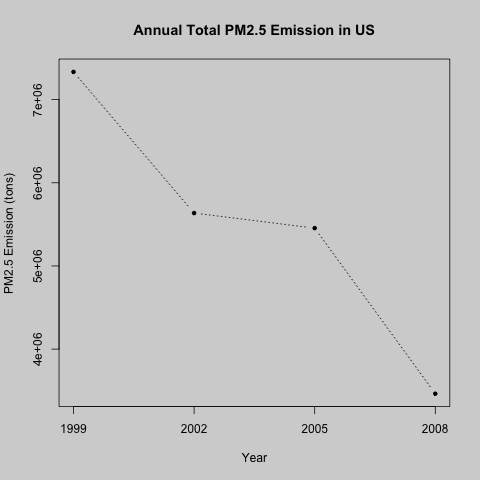 Annual Total PM2.5 Emission in US
PM2.5 Emission (tons)
7e+06
6e+06
5e+06
4e+06
1999 2002 2005 2008
Year